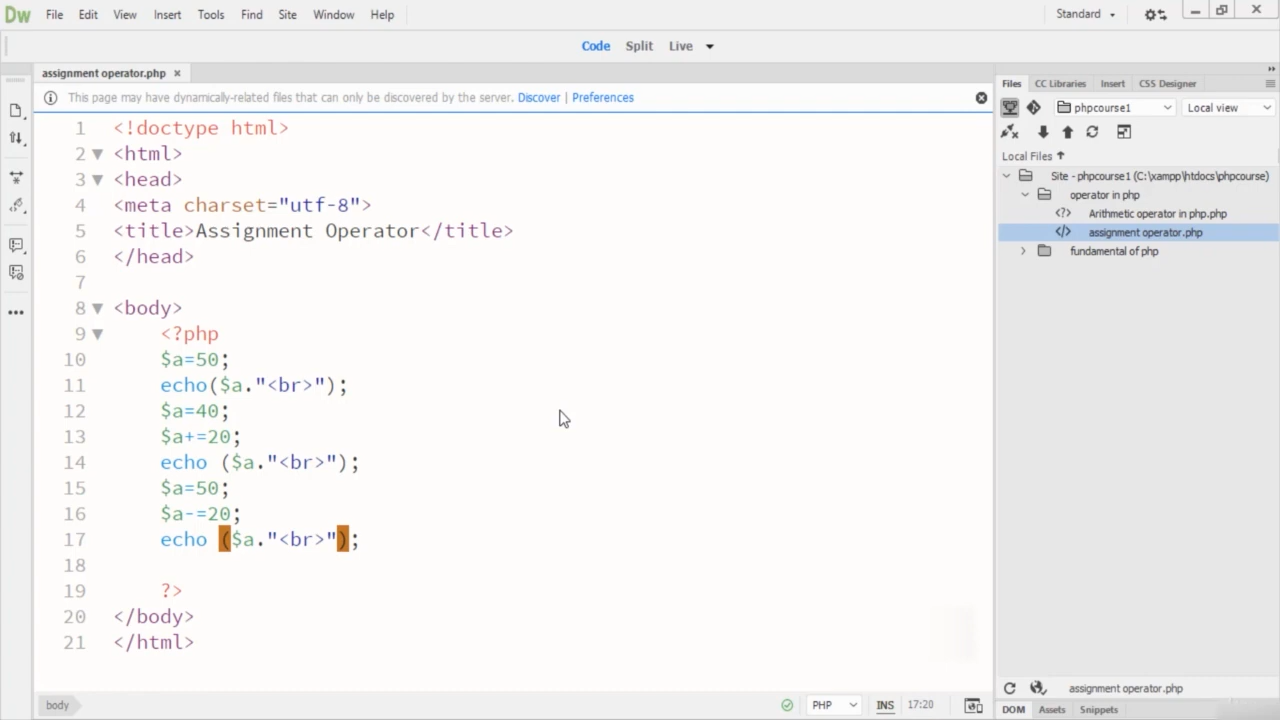 Dw File Edit View Insert Tools Find Site Window Help Standard
Code Split Live
assignment operator.php ×
This page may have dynamically-related files that can only be discovered by the server. Discover | Preferences
1 <!doctype html>
2 <html>
3 <head>
4 <meta charset="utf-8">
5 <title>Assignment Operator</title>
6 </head>
7
8 <body>
9 <?php
10 $a=50;
11 echo($a."<br>");
12 $a=40;
13 $a+=20;
14 echo ($a."<br>");
15 $a=50;
16 $a-=20;
17 echo ($a."<br>");
18
19 ?>
20 </body>
21 </html>
body PHP INS 17:20
Files CC Libraries Insert CSS Designer
phpcourse1 Local view
Local Files
Site - phpcourse1 (C:\xampp\htdocs\phpcourse)
operator in php
<?> Arithmetic operator in php.php
</> assignment operator.php
fundamental of php
assignment operator.php
DOM Assets Snippets